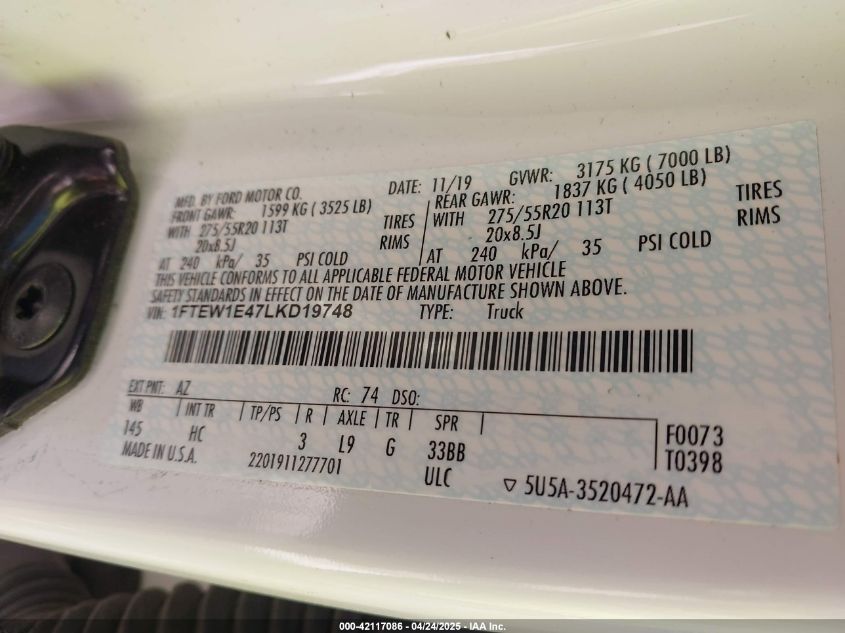 MFD. BY FORD MOTOR CO. DATE: 11/19 GVWR: 3175 KG ( 7000 LB)
FRONT GAWR: 1599 KG ( 3525 LB) REAR GAWR: 1837 KG ( 4050 LB)
WITH 275/55R20 113T TIRES WITH 275/55R20 113T TIRES
20x8.5J RIMS 20x8.5J RIMS
AT 240 kPa/ 35 PSI COLD AT 240 kPa/ 35 PSI COLD
THIS VEHICLE CONFORMS TO ALL APPLICABLE FEDERAL MOTOR VEHICLE
SAFETY STANDARDS IN EFFECT ON THE DATE OF MANUFACTURE SHOWN ABOVE.
VIN: 1FTEW1E47LKD19748 TYPE: Truck
EXT PNT: AZ RC: 74 DSO:
WB INT TR TP/PS R AXLE TR SPR F0073
145 HC 3 L9 G 33BB T0398
MADE IN U.S.A. 2201911277701 ULC ▽ 5U5A-3520472-AA
000-42117086 - 04/24/2025 - IAA Inc.